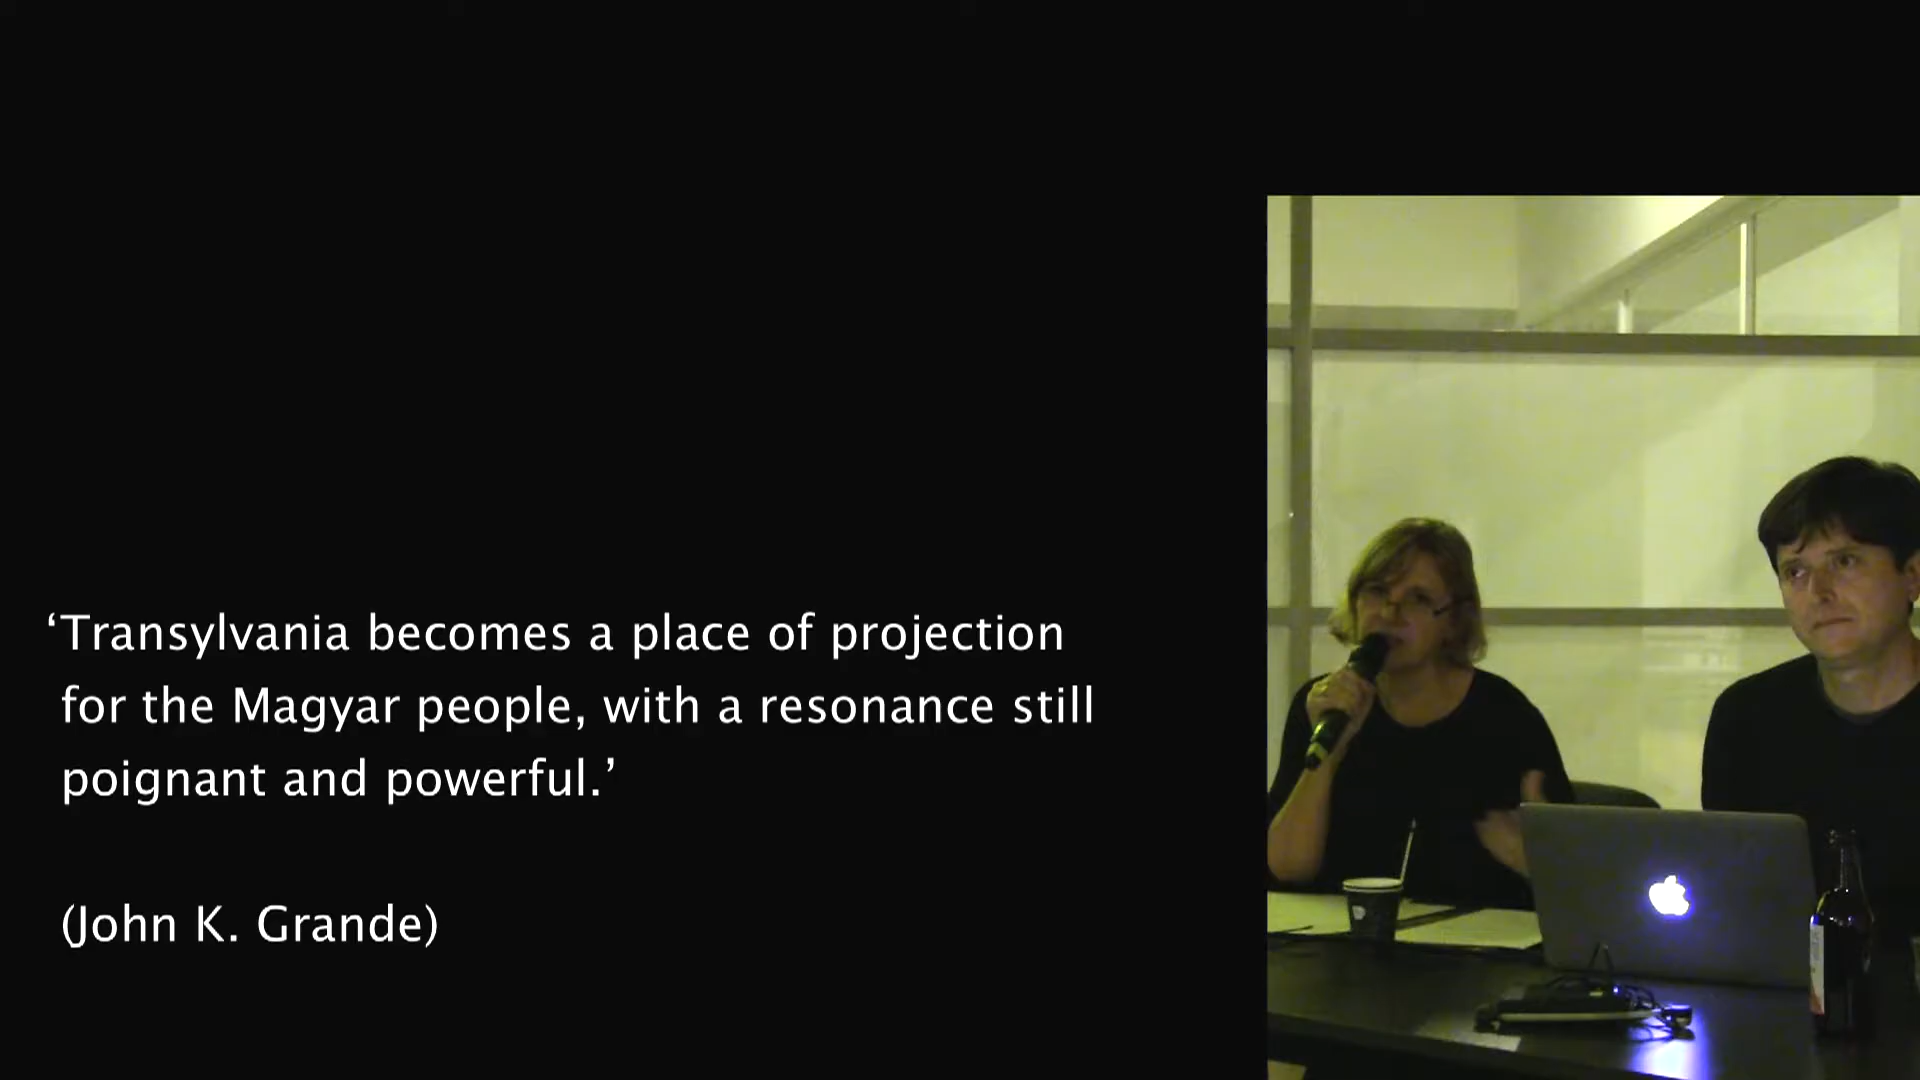 ‘Transylvania becomes a place of projection
for the Magyar people, with a resonance still
poignant and powerful.’
(John K. Grande)